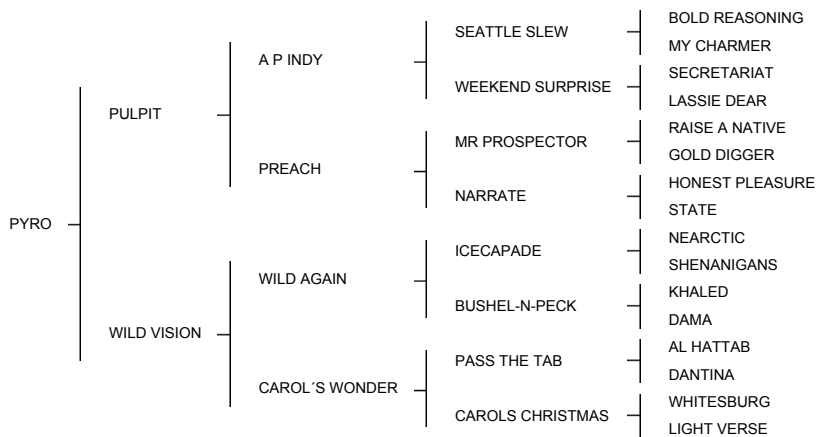 BOLD REASONING
SEATTLE SLEW
MY CHARMER
A P INDY
SECRETARIAT
WEEKEND SURPRISE
LASSIE DEAR
PULPIT
RAISE A NATIVE
MR PROSPECTOR
GOLD DIGGER
PREACH
HONEST PLEASURE
NARRATE
STATE
PYRO
NEARCTIC
ICECAPADE
SHENANIGANS
WILD AGAIN
KHALED
BUSHEL-N-PECK
DAMA
WILD VISION
AL HATTAB
PASS THE TAB
DANTINA
CAROL´S WONDER
WHITESBURG
CAROLS CHRISTMAS
LIGHT VERSE